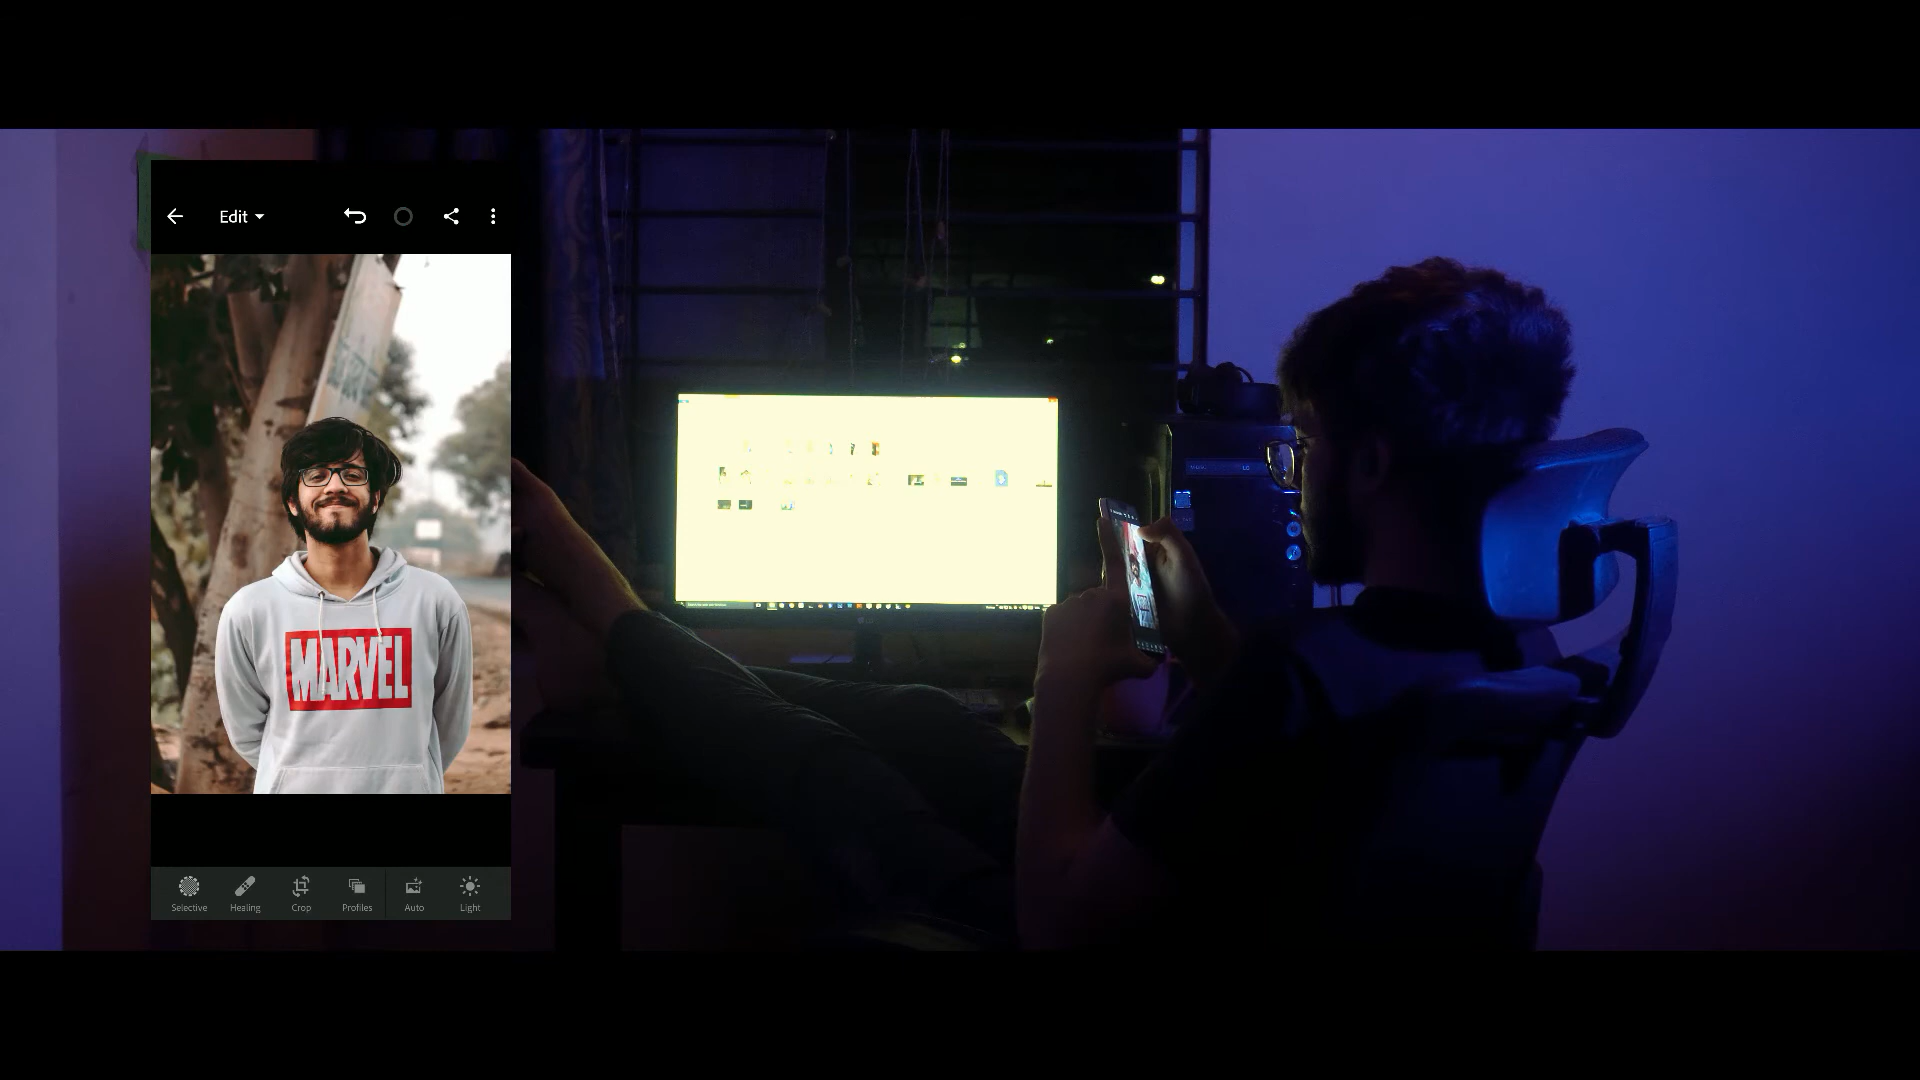 Edit
MARVEL
Selective
Healing
Crop
Profiles
Auto
Light